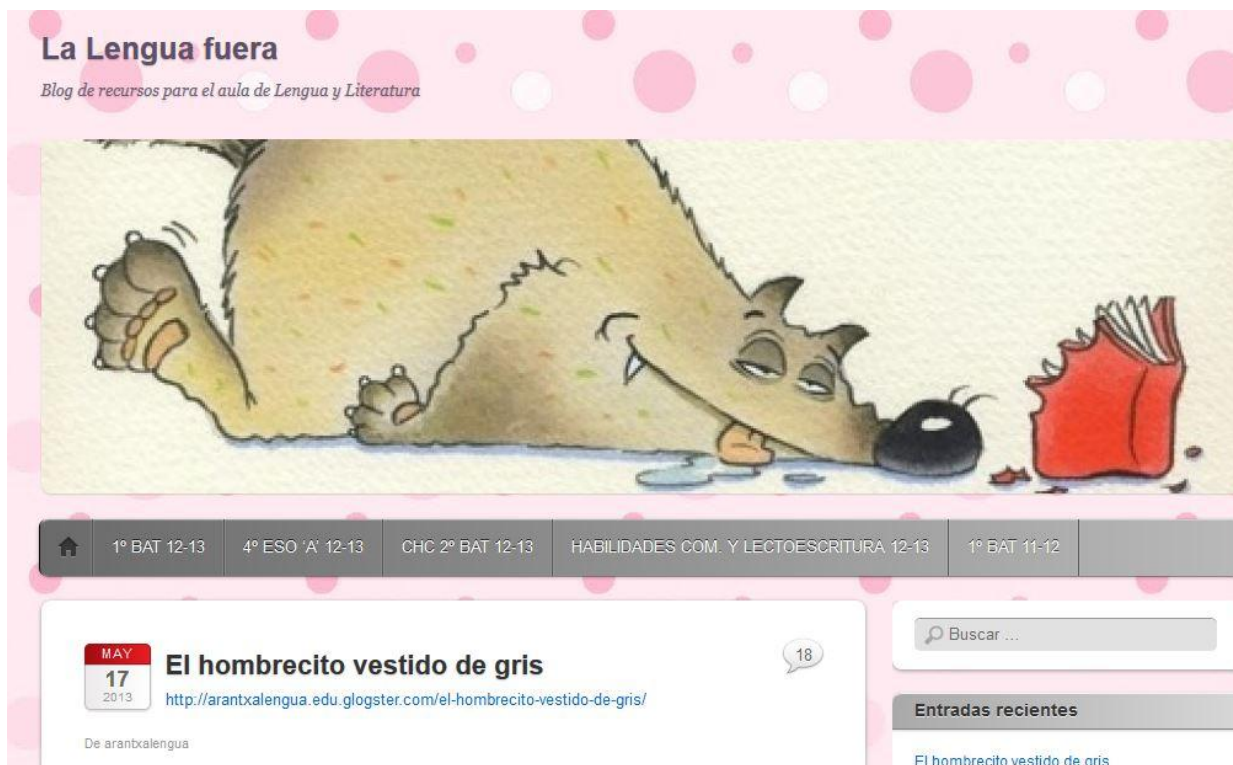 La Lengua fuera
Blog de recursos para el aula de Lengua y Literatura
1º BAT 12-13
4º ESO ‘A’ 12-13
CHC 2º BAT 12-13
HABILIDADES COM. Y LECTOESCRITURA 12-13
1º BAT 11-12
MAY
17
2013
El hombrecito vestido de gris
18
http://arantxalengua.edu.glogster.com/el-hombrecito-vestido-de-gris/
De arantxalengua
Buscar ...
Entradas recientes
El hombrecito vestido de gris